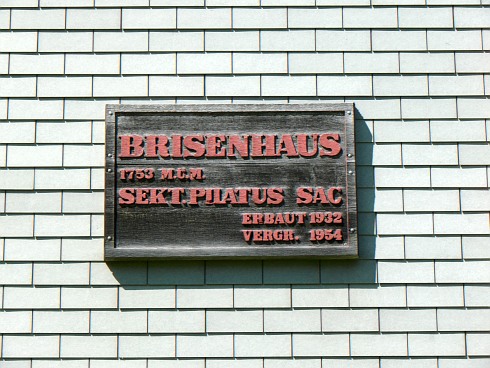 BRISENHAUS
1753 M.Ü.M.
SEKT.PILATUS SAC
ERBAUT 1932
VERGR. 1954